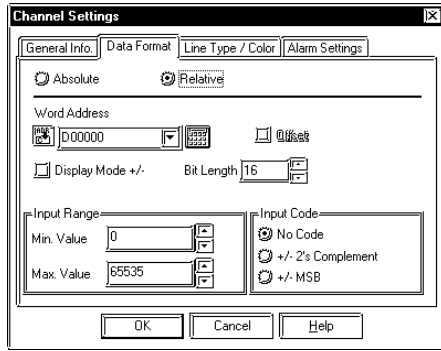 Channel Settings
General Info. Data Format Line Type / Color Alarm Settings
Absolute Relative
Word Address
D00000 Offset
Display Mode +/- Bit Length 16
Input Range Input Code
Min. Value 0 No Code
+/- 2's Complement
Max. Value 65535 +/- MSB
OK Cancel Help